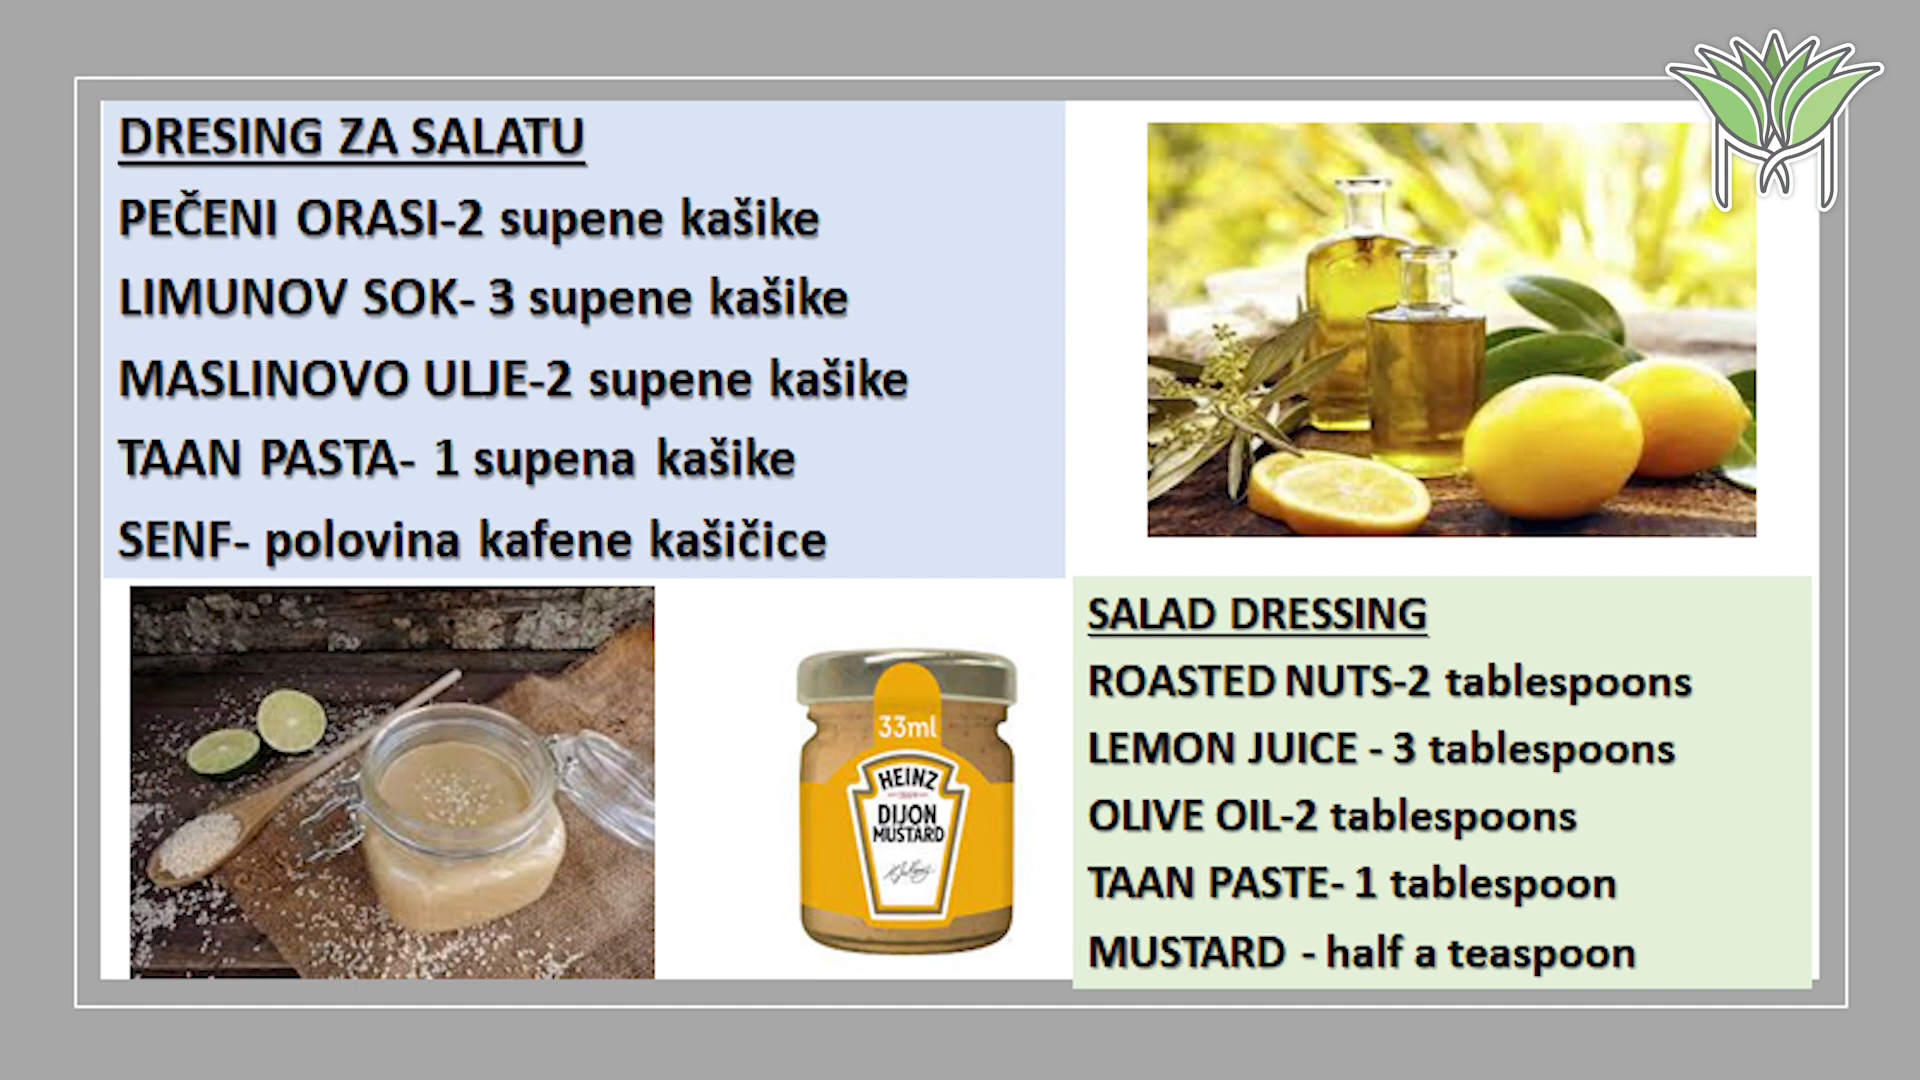 DRESING ZA SALATU
PEČENI ORASI-2 supene kašike
LIMUNOV SOK- 3 supene kašike
MASLINOVO ULJE-2 supene kašike
TAAN PASTA- 1 supena kašike
SENF- polovina kafene kašičice
33ml
HEINZ
DIJON
MUSTARD
SALAD DRESSING
ROASTED NUTS-2 tablespoons
LEMON JUICE - 3 tablespoons
OLIVE OIL-2 tablespoons
TAAN PASTE- 1 tablespoon
MUSTARD - half a teaspoon